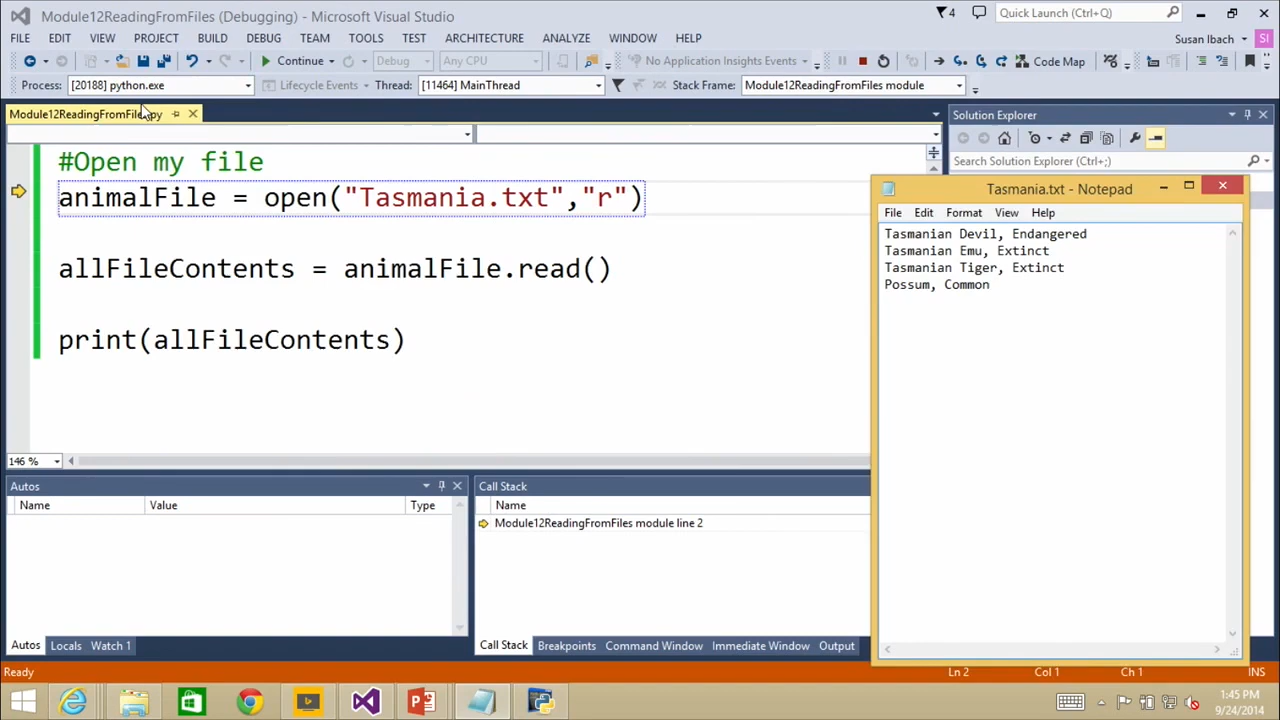 Module12ReadingFromFiles (Debugging) - Microsoft Visual Studio
4
Quick Launch (Ctrl+Q)
FILE EDIT VIEW PROJECT BUILD DEBUG TEAM TOOLS TEST ARCHITECTURE ANALYZE WINDOW HELP
Susan Ibach SI
Continue Debug Any CPU No Application Insights Events Code Map
Process: [20188] python.exe Lifecycle Events Thread: [11464] MainThread Stack Frame: Module12ReadingFromFiles module
Module12ReadingFromFiles.py
Solution Explorer
Search Solution Explorer (Ctrl+;)
#Open my file
animalFile = open("Tasmania.txt","r")
allFileContents = animalFile.read()
print(allFileContents)
146 %
Tasmania.txt - Notepad
File Edit Format View Help
Tasmanian Devil, Endangered
Tasmanian Emu, Extinct
Tasmanian Tiger, Extinct
Possum, Common
Autos
Name Value Type
Autos Locals Watch 1
Call Stack
Name
Module12ReadingFromFiles module line 2
Call Stack Breakpoints Command Window Immediate Window Output
Ready Ln 2 Col 1 Ch 1 INS
1:45 PM
9/24/2014